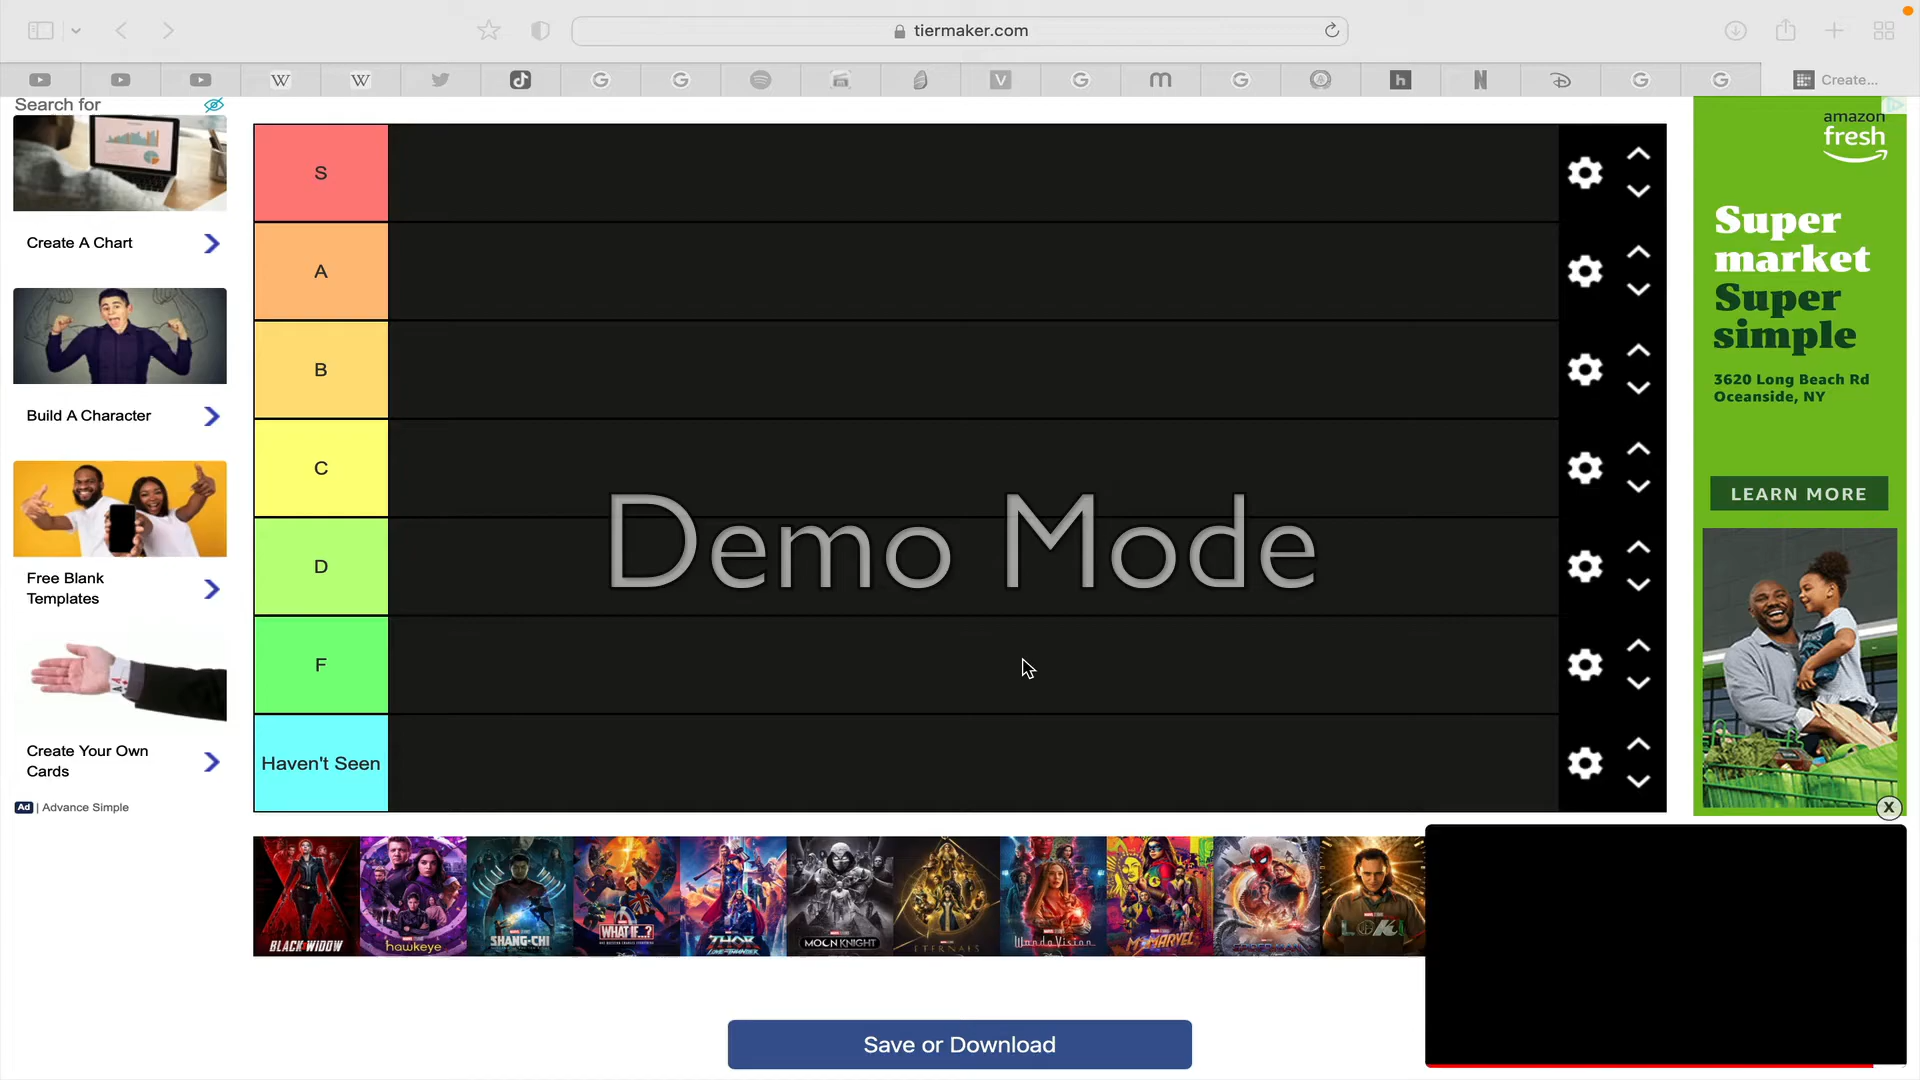 tiermaker.com
Create...
Search for
Create A Chart
Build A Character
Free Blank
Templates
Create Your Own
Cards
Ad | Advance Simple
S
A
B
C
D
F
Haven't Seen
Demo Mode
BLACK WIDOW
hawkeye
SHANG-CHI
WHAT IF...?
THOR
MOON KNIGHT
ETERNALS
WandaVision
MS MARVEL
SPIDER-MAN
LOKI
Save or Download
amazon
fresh
Super
market
Super
simple
3620 Long Beach Rd
Oceanside, NY
LEARN MORE
X